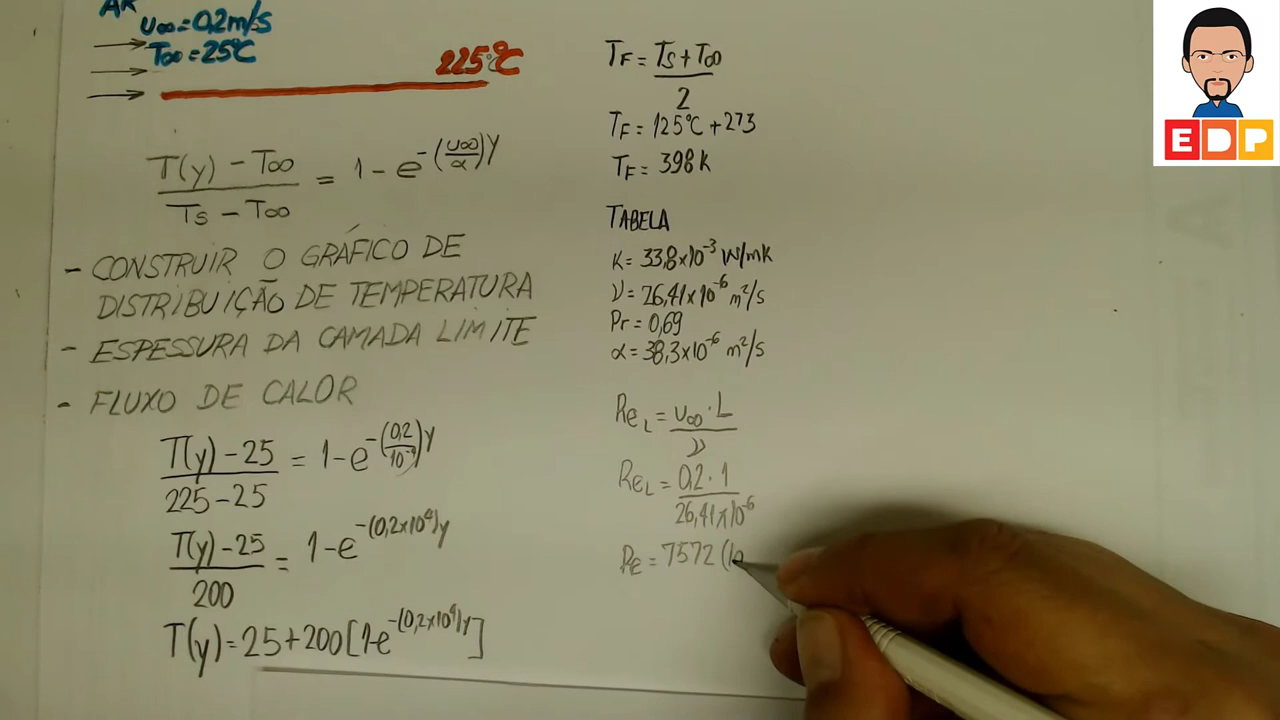 AR
u∞=0,2m/s
T∞=25°C
225°C
T(y) - T∞ / Ts - T∞ = 1 - e^-(u∞/α)y
- CONSTRUIR O GRÁFICO DE
DISTRIBUIÇÃO DE TEMPERATURA
- ESPESSURA DA CAMADA LIMITE
- FLUXO DE CALOR
T(y) - 25 / 225 - 25 = 1 - e^-(0,2/10^-4)y
T(y) - 25 / 200 = 1 - e^-(0,2x10^4)y
T(y) = 25 + 200 [1-e^-(0,2x10^4)y]
TF = Ts + T∞ / 2
TF = 125°C + 273
TF = 398K
TABELA
K = 33,8x10^-3 W/mK
ν = 26,41x10^-6 m²/s
Pr = 0,69
α = 38,3x10^-6 m²/s
ReL = u∞ · L / ν
ReL = 0,2 · 1 / 26,41x10^-6
Re = 7572 (la
EDP